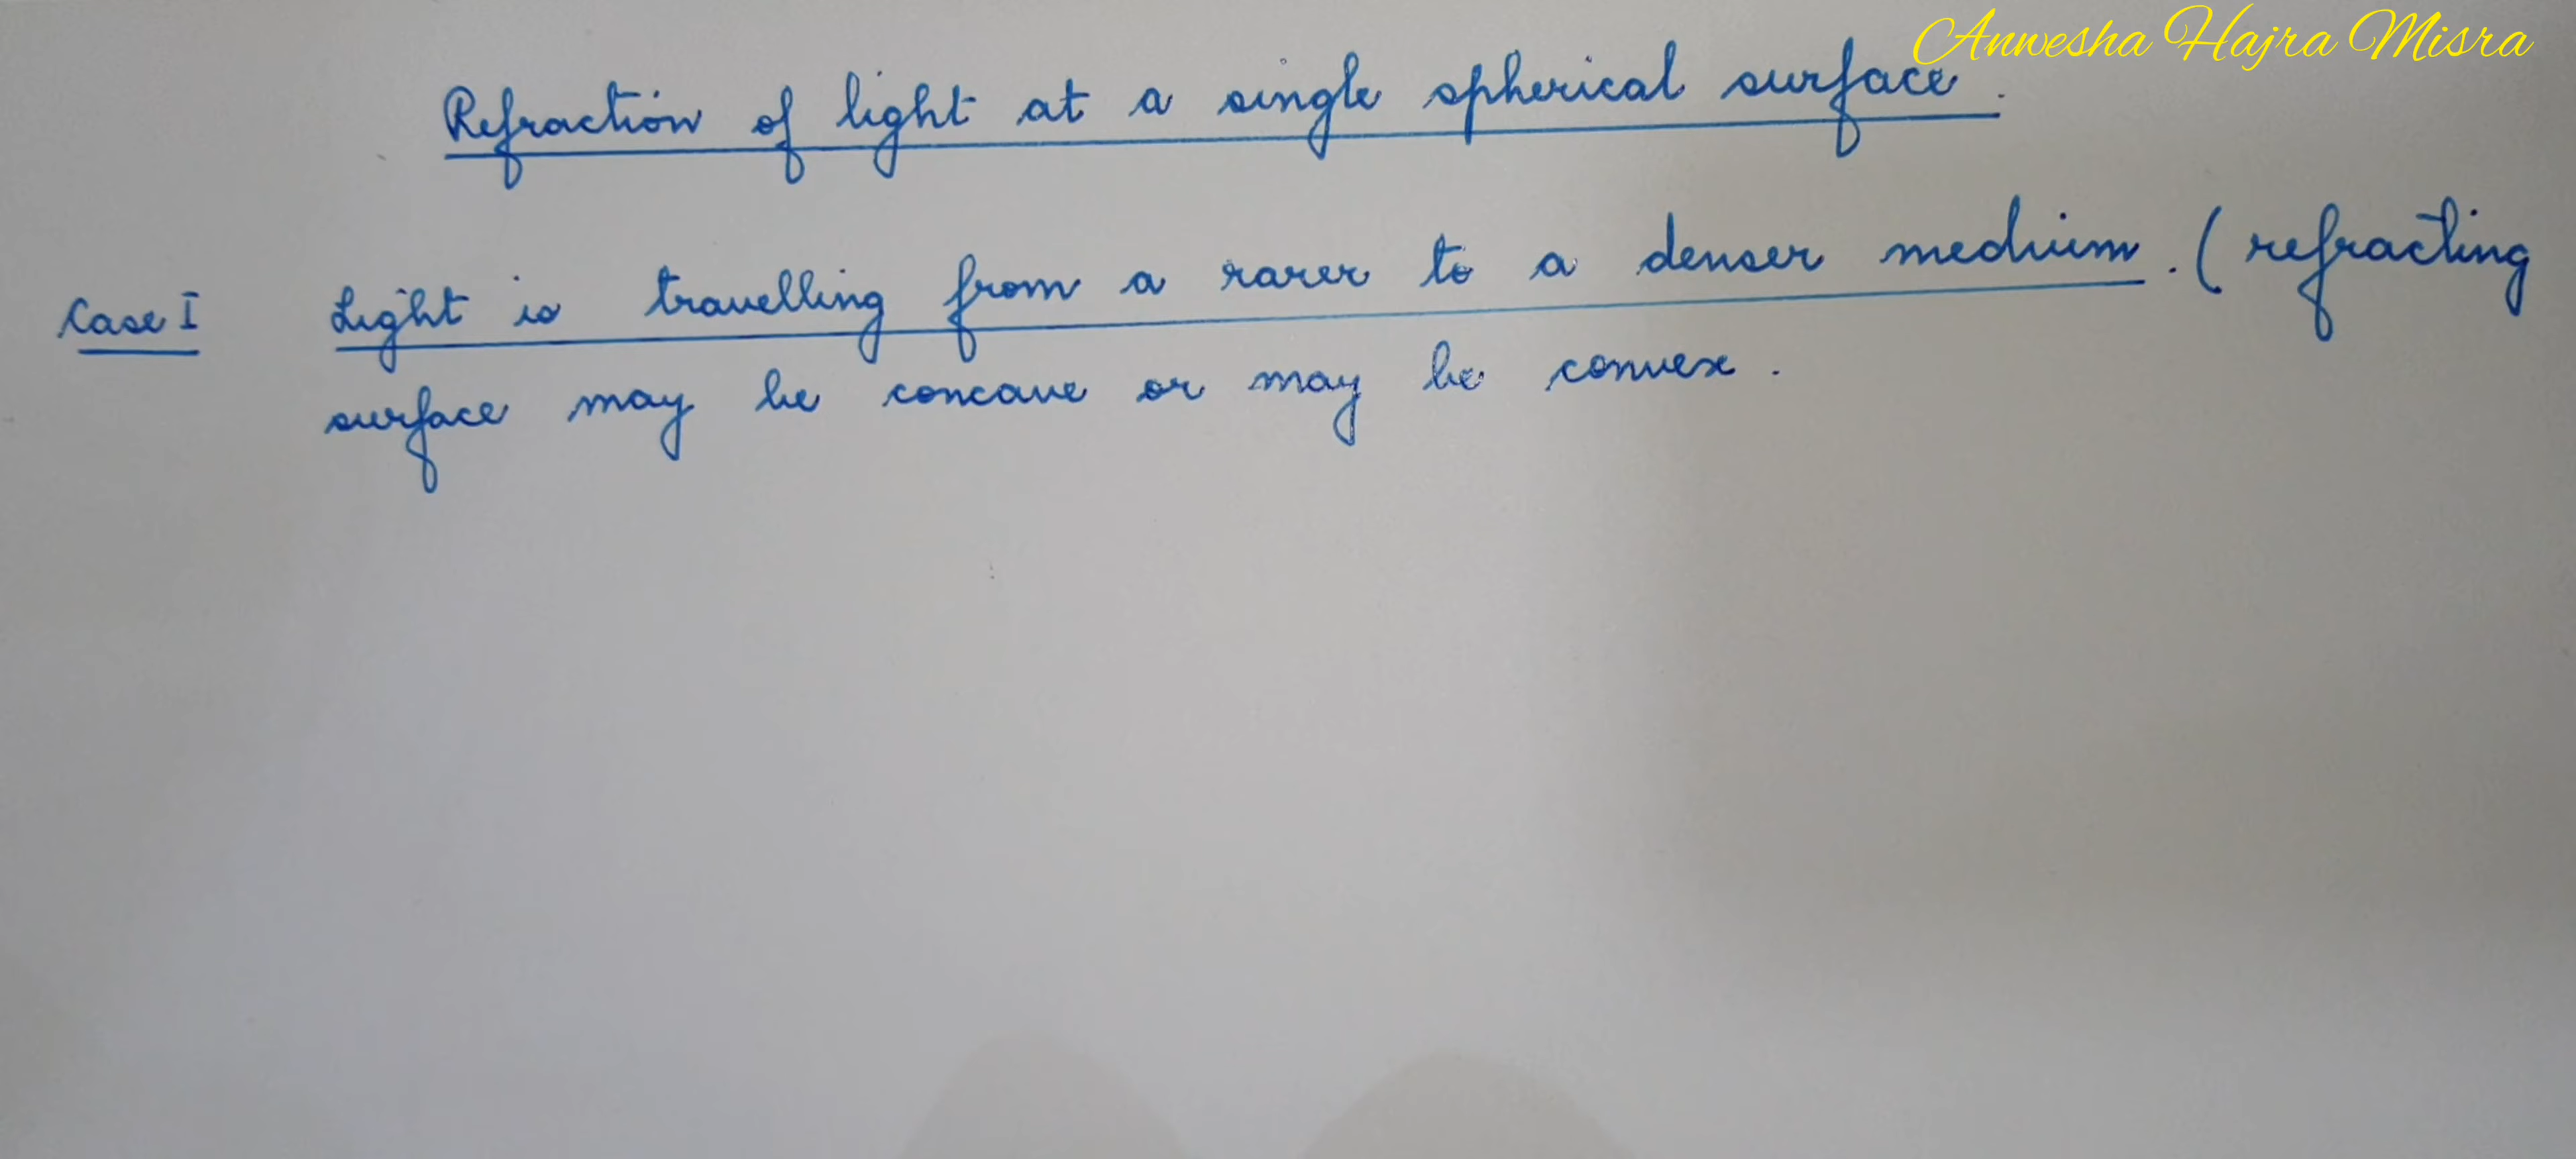 Anwesha Hajra Misra
Refraction of light at a single spherical surface.
Case I Light is travelling from a rarer to a denser medium. (refracting
surface may be concave or may be convex.